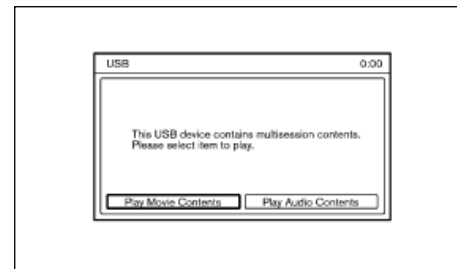 USB 0:00
This USB device contains multisession contents.
Please select item to play.
Play Movie Contents Play Audio Contents